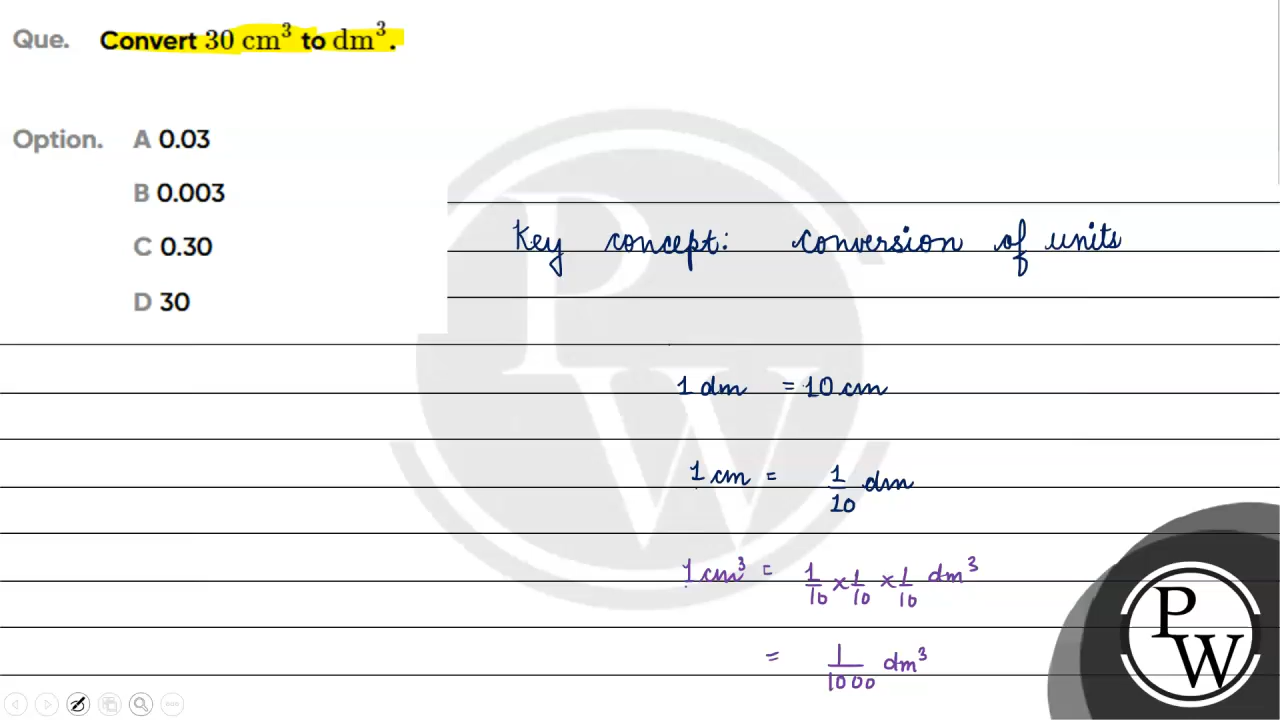 Que. Convert 30 cm³ to dm³.
Option. A 0.03
B 0.003
C 0.30
D 30
Key concept: conversion of units
1 dm = 10 cm
1 cm = 1/10 dm
1 cm³ = 1/10 × 1/10 × 1/10 dm³
= 1/1000 dm³
PW
PW